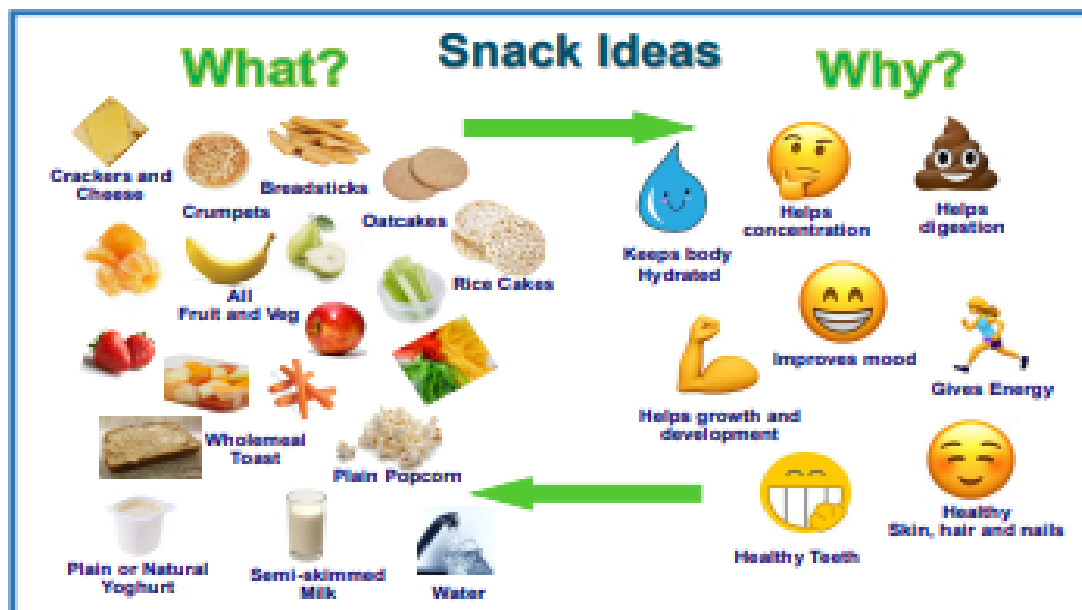 Snack Ideas
What?
Why?
Crackers and
Cheese
Crumpets
Breadsticks
Oatcakes
Rice Cakes
All
Fruit and Veg
Wholemeal
Toast
Plain Popcorn
Plain or Natural
Yoghurt
Semi-skimmed
Milk
Water
Keeps body
Hydrated
Helps
concentration
Helps
digestion
Improves mood
Gives Energy
Helps growth and
development
Healthy Teeth
Healthy
Skin, hair and nails